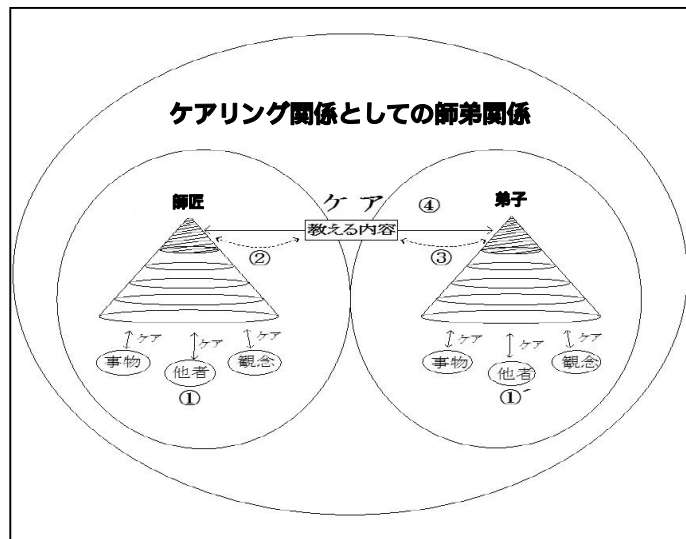 ケアリング関係としての師弟関係
師匠
ケア
④
弟子
教える内容
②
③
ケア
ケア
ケア
事物
他者
観念
①
ケア
ケア
ケア
事物
他者
観念
①